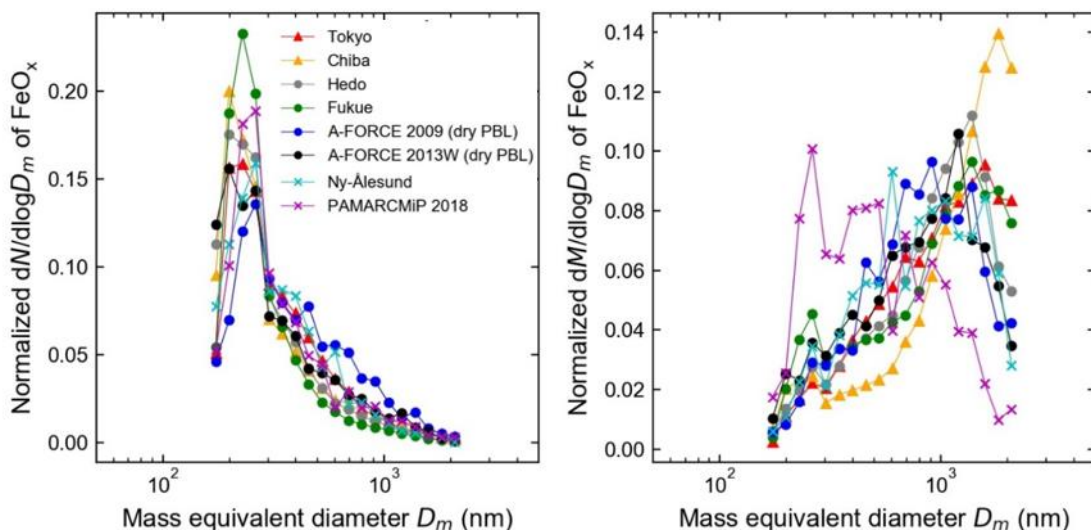 Normalized dN/dlogDm of FeOx
0.20
0.15
0.10
0.05
0.00
Tokyo
Chiba
Hedo
Fukue
A-FORCE 2009 (dry PBL)
A-FORCE 2013W (dry PBL)
Ny-Ålesund
PAMARCMiP 2018
10²
10³
Mass equivalent diameter Dm (nm)
Normalized dM/dlogDm of FeOx
0.14
0.12
0.10
0.08
0.06
0.04
0.02
0.00
10²
10³
Mass equivalent diameter Dm (nm)